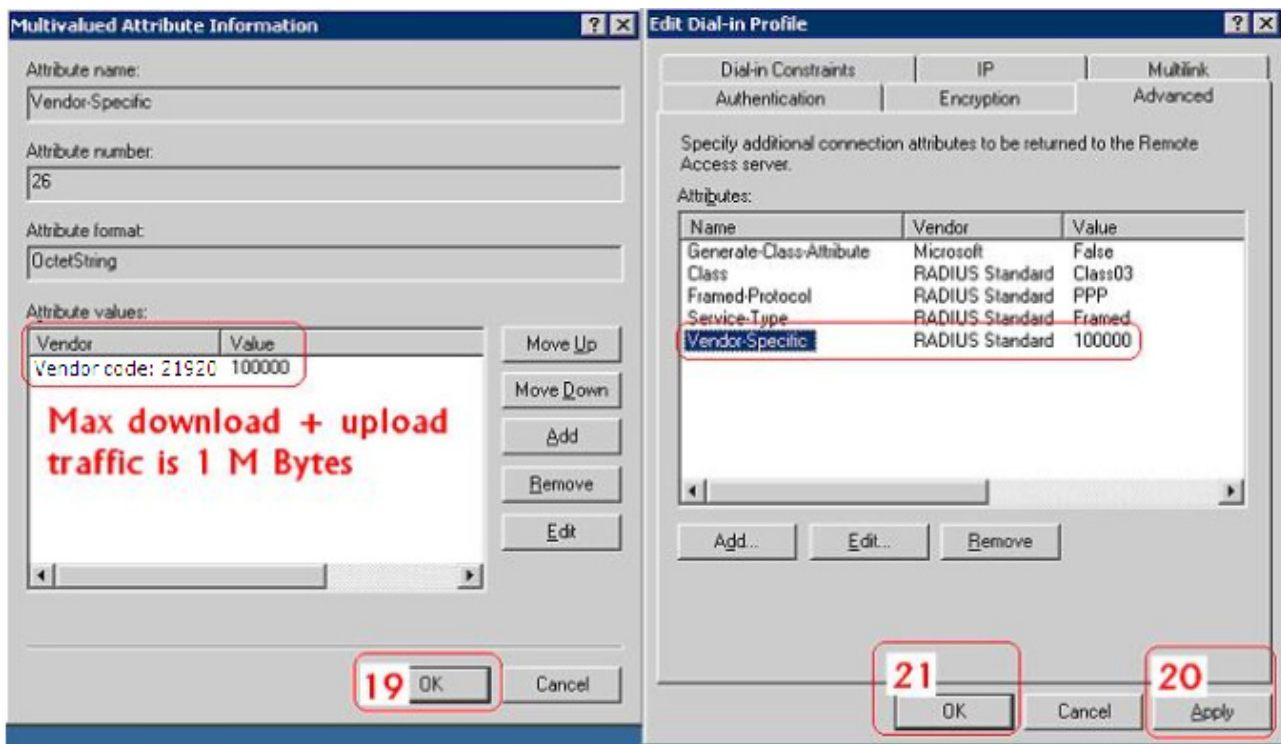 Multivalued Attribute Information
Attribute name:
Vendor-Specific
Attribute number:
26
Attribute format:
OctetString
Attribute values:
Vendor Value
Vendor code: 21920 100000
Max download + upload
traffic is 1 M Bytes
Move Up
Move Down
Add
Remove
Edit
19 OK Cancel
Edit Dial-in Profile
Dial-in Constraints IP Multilink
Authentication Encryption Advanced
Specify additional connection attributes to be returned to the Remote
Access server.
Attributes:
Name Vendor Value
Generate-Class-Attribute Microsoft False
Class RADIUS Standard Class03
Framed-Protocol RADIUS Standard PPP
Service-Type RADIUS Standard Framed
Vendor-Specific RADIUS Standard 100000
Add... Edit... Remove
21 20
OK Cancel Apply